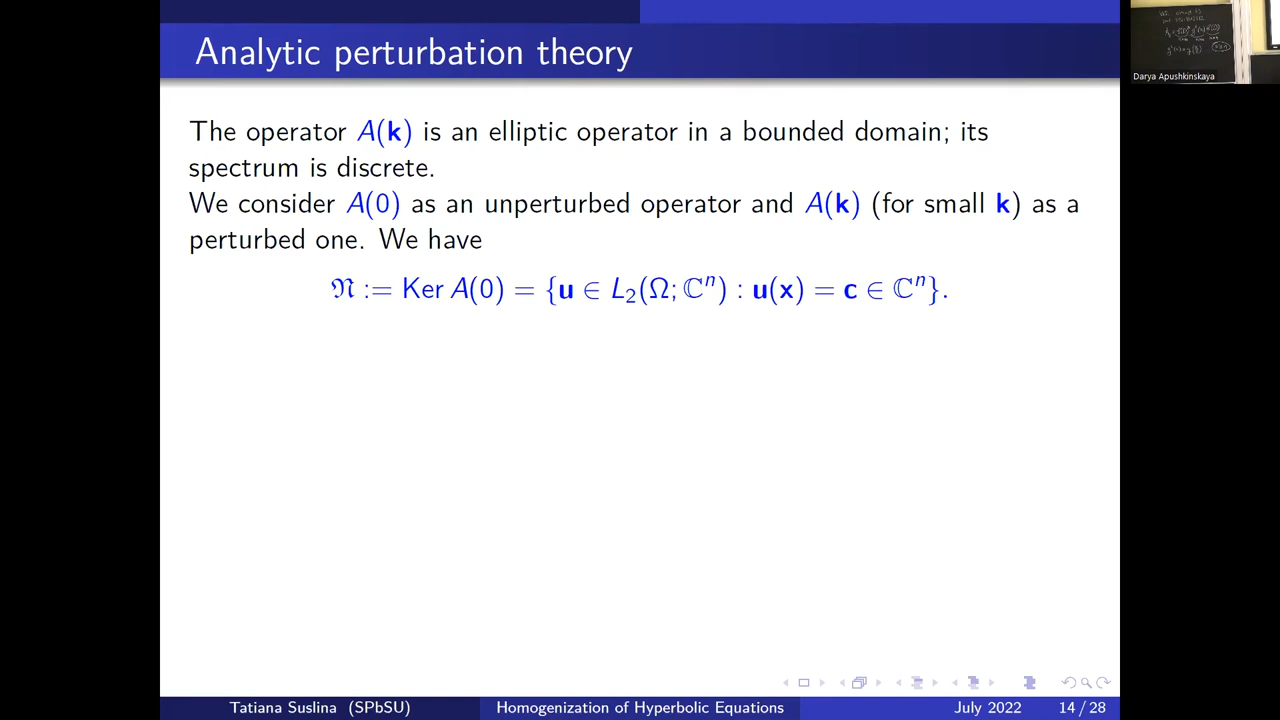 Analytic perturbation theory
The operator A(k) is an elliptic operator in a bounded domain; its
spectrum is discrete.
We consider A(0) as an unperturbed operator and A(k) (for small k) as a
perturbed one. We have
𝔑 := Ker A(0) = {u ∈ L₂(Ω; ℂⁿ) : u(x) = c ∈ ℂⁿ}.
Tatiana Suslina (SPbSU) Homogenization of Hyperbolic Equations July 2022 14 / 28
Darya Apushkinskaya